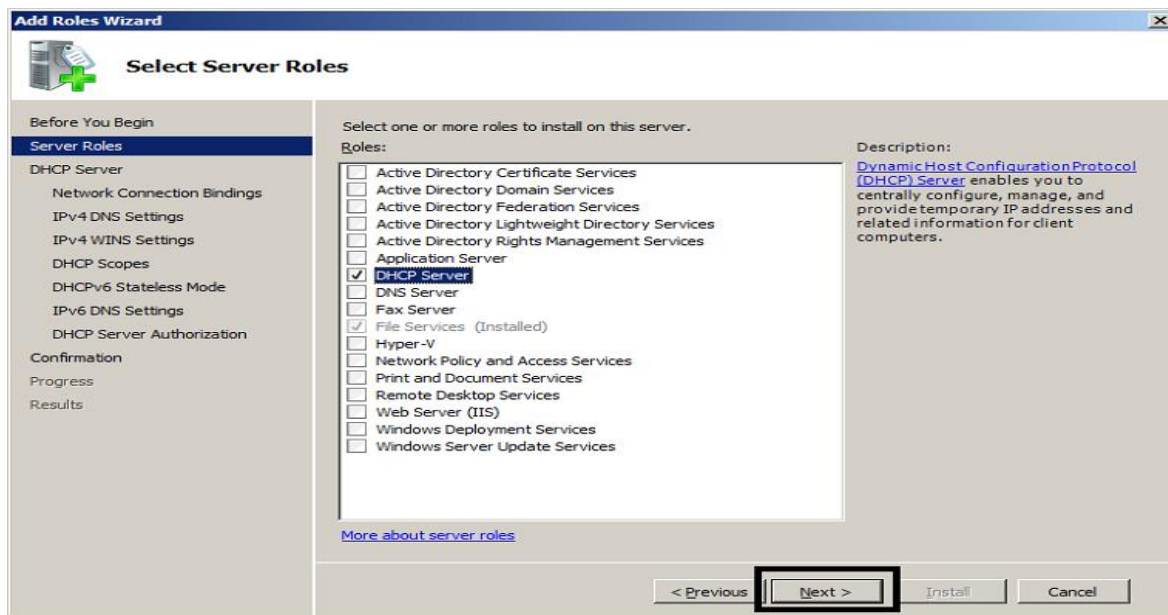 Add Roles Wizard
Select Server Roles
Before You Begin
Server Roles
DHCP Server
Network Connection Bindings
IPv4 DNS Settings
IPv4 WINS Settings
DHCP Scopes
DHCPv6 Stateless Mode
IPv6 DNS Settings
DHCP Server Authorization
Confirmation
Progress
Results
Select one or more roles to install on this server.
Roles:
Active Directory Certificate Services
Active Directory Domain Services
Active Directory Federation Services
Active Directory Lightweight Directory Services
Active Directory Rights Management Services
Application Server
DHCP Server
DNS Server
Fax Server
File Services (Installed)
Hyper-V
Network Policy and Access Services
Print and Document Services
Remote Desktop Services
Web Server (IIS)
Windows Deployment Services
Windows Server Update Services
More about server roles
Description:
Dynamic Host Configuration Protocol
(DHCP) Server enables you to
centrally configure, manage, and
provide temporary IP addresses and
related information for client
computers.
< Previous
Next >
Install
Cancel